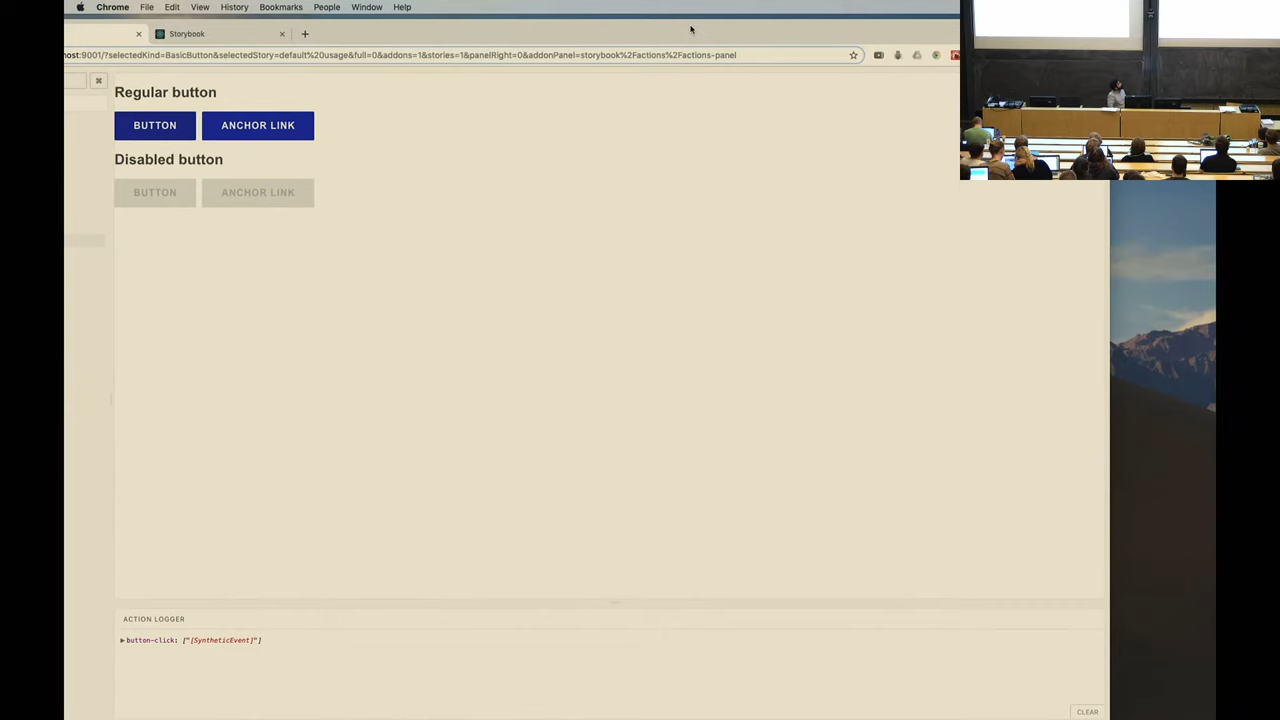 Chrome File Edit View History Bookmarks People Window Help
Storybook
ost:9001/?selectedKind=BasicButton&selectedStory=default%20usage&full=0&addons=1&stories=1&panelRight=0&addonPanel=storybook%2Factions%2Factions-panel
Regular button
BUTTON ANCHOR LINK
Disabled button
BUTTON ANCHOR LINK
ACTION LOGGER
button-click: ["[SyntheticEvent]"]
CLEAR